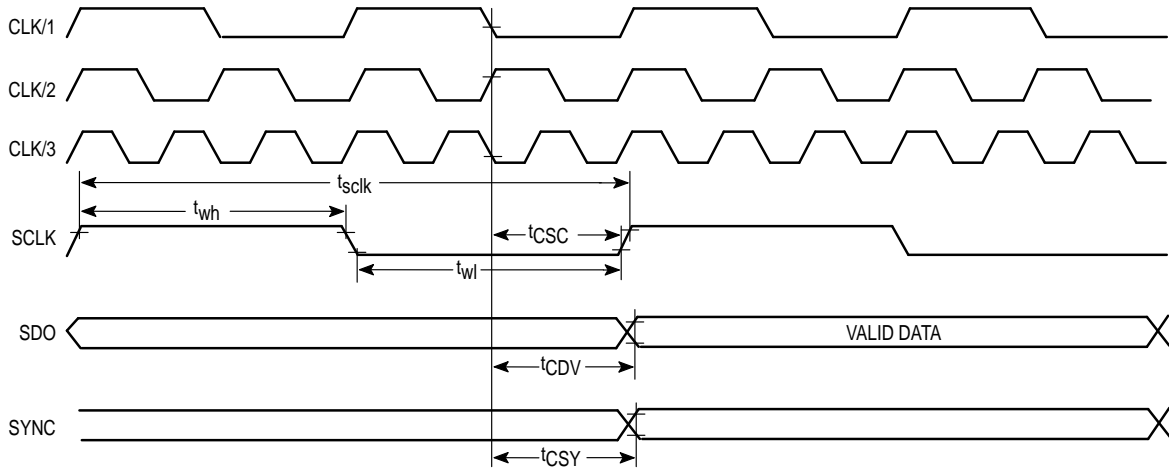 CLK/1
CLK/2
CLK/3
tsclk
twh
SCLK
tCSC
twl
SDO
VALID DATA
tCDV
SYNC
tCSY